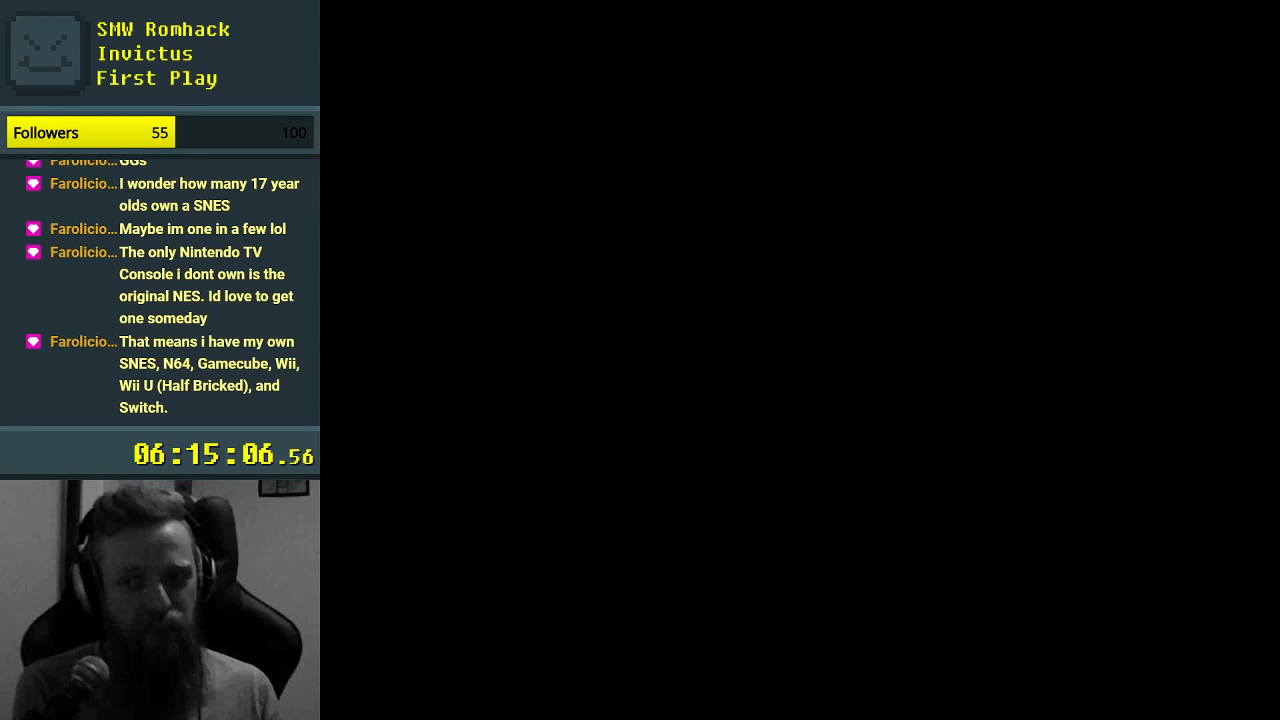 SMW Romhack
Invictus
First Play
Followers 55 100
Farolicio... GGs
Farolicio... I wonder how many 17 year
olds own a SNES
Farolicio... Maybe im one in a few lol
Farolicio... The only Nintendo TV
Console i dont own is the
original NES. Id love to get
one someday
Farolicio... That means i have my own
SNES, N64, Gamecube, Wii,
Wii U (Half Bricked), and
Switch.
06:15:06.56